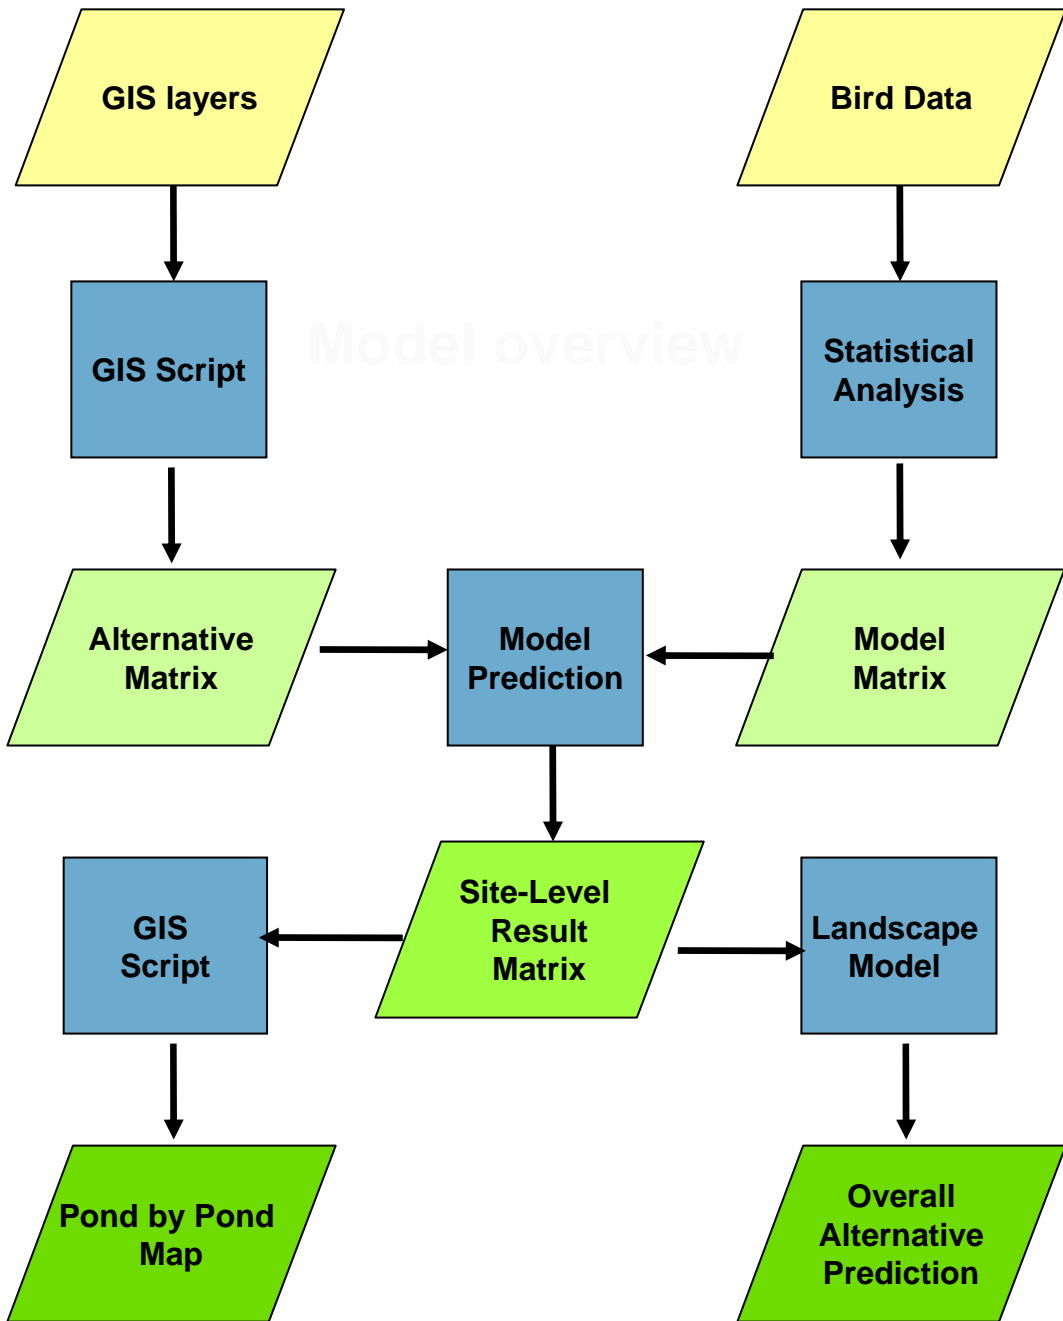 GIS layers
Bird Data
Model overview
GIS Script
Statistical
Analysis
Alternative
Matrix
Model
Prediction
Model
Matrix
GIS
Script
Site-Level
Result
Matrix
Landscape
Model
Pond by Pond
Map
Overall
Alternative
Prediction